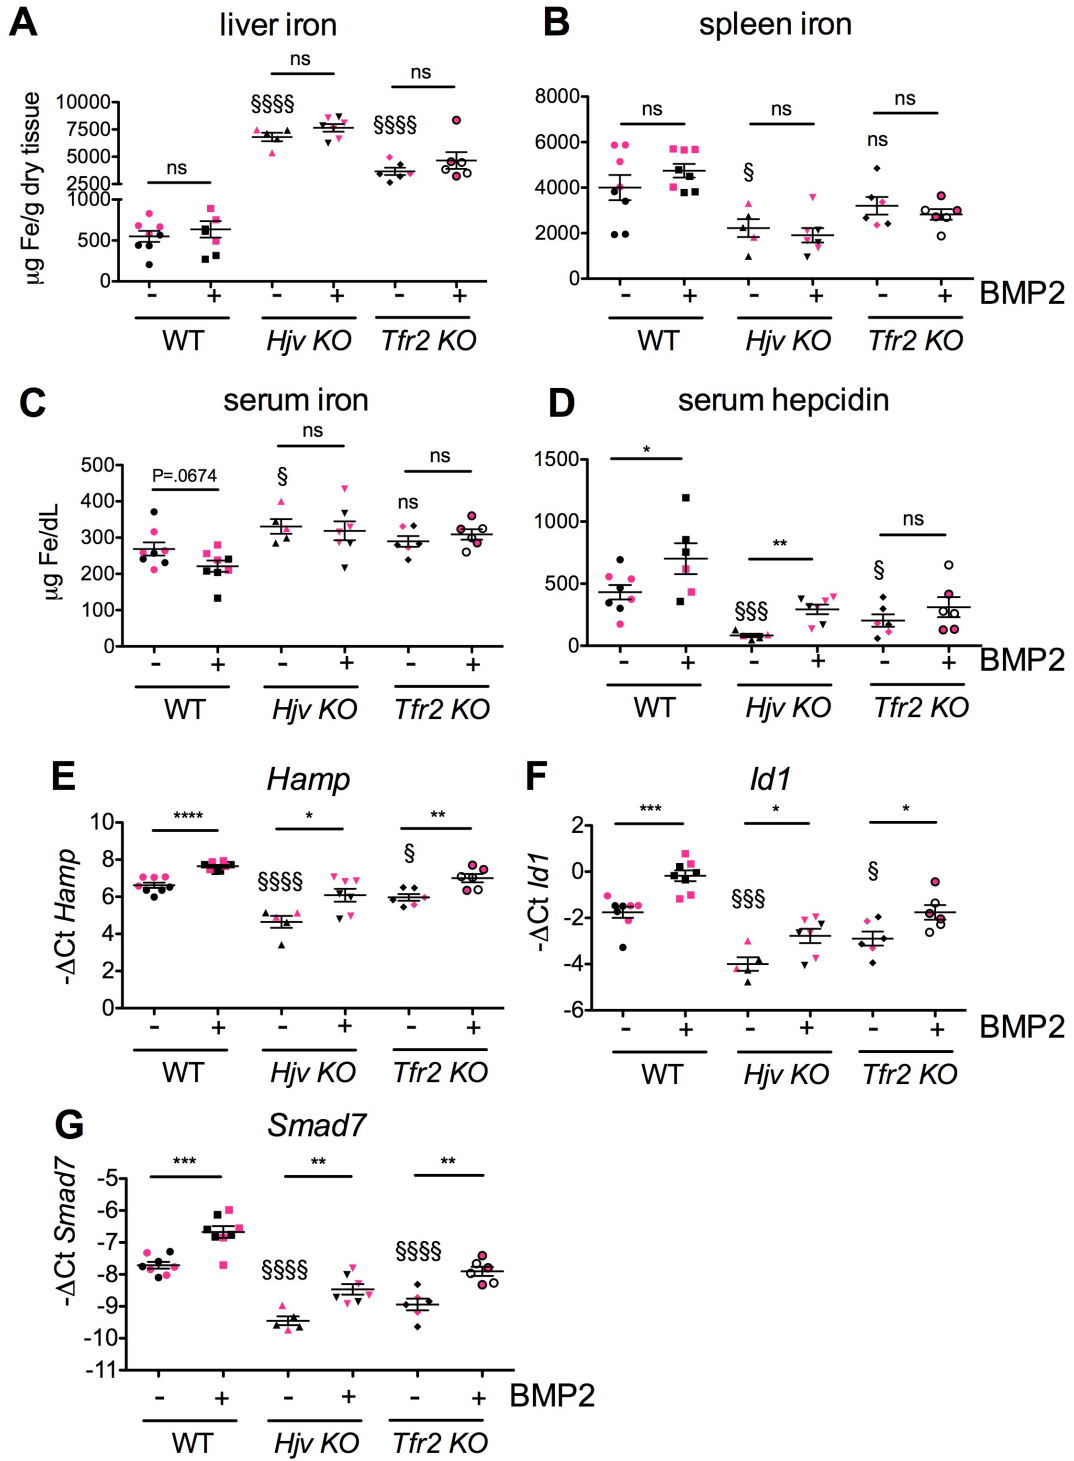 A
liver iron
μg Fe/g dry tissue
10000
7500
5000
2500
1000
500
0
ns
ns
ns
§§§§
§§§§
- + - + - +
WT Hjv KO Tfr2 KO
B
spleen iron
8000
6000
4000
2000
0
ns
ns
ns
§
ns
- + - + - + BMP2
WT Hjv KO Tfr2 KO
C
serum iron
μg Fe/dL
500
400
300
200
100
0
P=.0674
ns
ns
§
ns
- + - + - +
WT Hjv KO Tfr2 KO
D
serum hepcidin
1500
1000
500
0
*
**
ns
§§§
§
- + - + - + BMP2
WT Hjv KO Tfr2 KO
E
Hamp
-ΔCt Hamp
10
8
6
4
2
0
****
*
**
§§§§
§
- + - + - +
WT Hjv KO Tfr2 KO
F
Id1
-ΔCt Id1
2
0
-2
-4
-6
***
*
*
§§§
§
- + - + - + BMP2
WT Hjv KO Tfr2 KO
G
Smad7
-ΔCt Smad7
-5
-6
-7
-8
-9
-10
-11
***
**
**
§§§§
§§§§
- + - + - + BMP2
WT Hjv KO Tfr2 KO